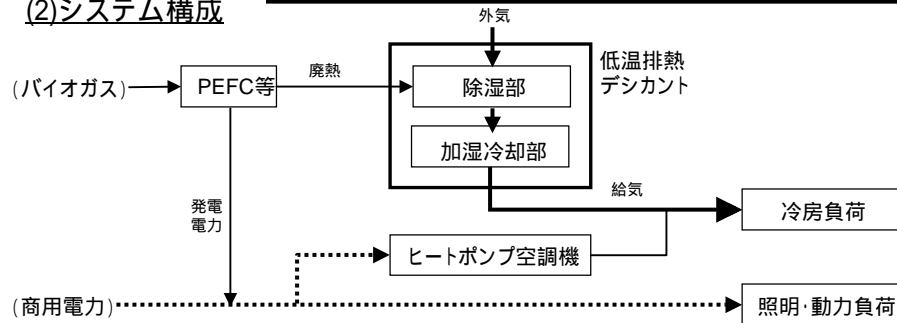 (2)システム構成
外気
低温排熱
デシカント
(バイオガス)
PEFC等
廃熱
除湿部
加湿冷却部
給気
冷房負荷
発電
電力
ヒートポンプ空調機
(商用電力)
照明・動力負荷